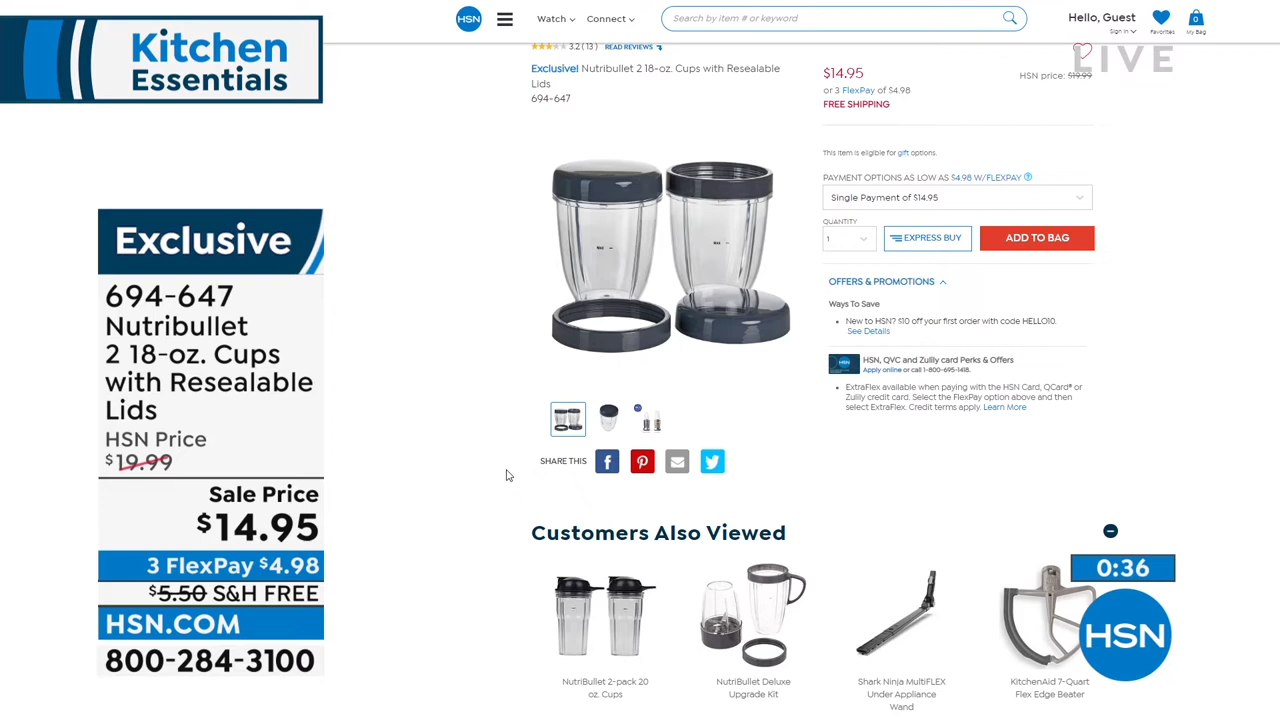 Kitchen
Essentials
HSN
Watch
Connect
Search by item # or keyword
Hello, Guest
Sign In
Favorites
0
My Bag
LIVE
3.2 ( 13 ) READ REVIEWS
Exclusive! Nutribullet 2 18-oz. Cups with Resealable
Lids
694-647
$14.95
HSN price: $19.99
or 3 FlexPay of $4.98
FREE SHIPPING
This item is eligible for gift options.
PAYMENT OPTIONS AS LOW AS $4.98 W/FLEXPAY ?
Single Payment of $14.95
QUANTITY
1
EXPRESS BUY
ADD TO BAG
OFFERS & PROMOTIONS
Ways To Save
• New to HSN? $10 off your first order with code HELLO10.
See Details
HSN, QVC and Zulily card Perks & Offers
Apply online or call 1-800-695-1418.
• ExtraFlex available when paying with the HSN Card, QCard® or
Zulily credit card. Select the FlexPay option above and then
select ExtraFlex. Credit terms apply. Learn More
SHARE THIS
Exclusive
694-647
Nutribullet
2 18-oz. Cups
with Resealable
Lids
HSN Price
$19.99
Sale Price
$14.95
3 FlexPay $4.98
$5.50 S&H FREE
HSN.COM
800-284-3100
Customers Also Viewed
0:36
HSN
NutriBullet 2-pack 20
oz. Cups
NutriBullet Deluxe
Upgrade Kit
Shark Ninja MultiFLEX
Under Appliance
Wand
KitchenAid 7-Quart
Flex Edge Beater